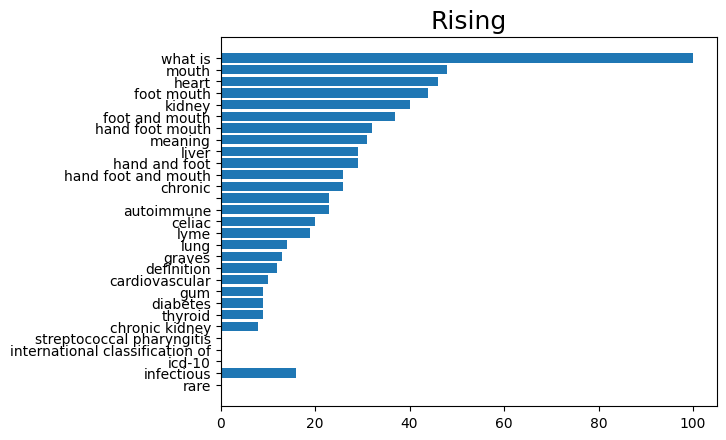 Rising
what is
mouth
heart
foot mouth
kidney
foot and mouth
hand foot mouth
meaning
liver
hand and foot
hand foot and mouth
chronic
autoimmune
celiac
lyme
lung
graves
definition
cardiovascular
gum
diabetes
thyroid
chronic kidney
streptococcal pharyngitis
international classification of
icd-10
infectious
rare
0 20 40 60 80 100